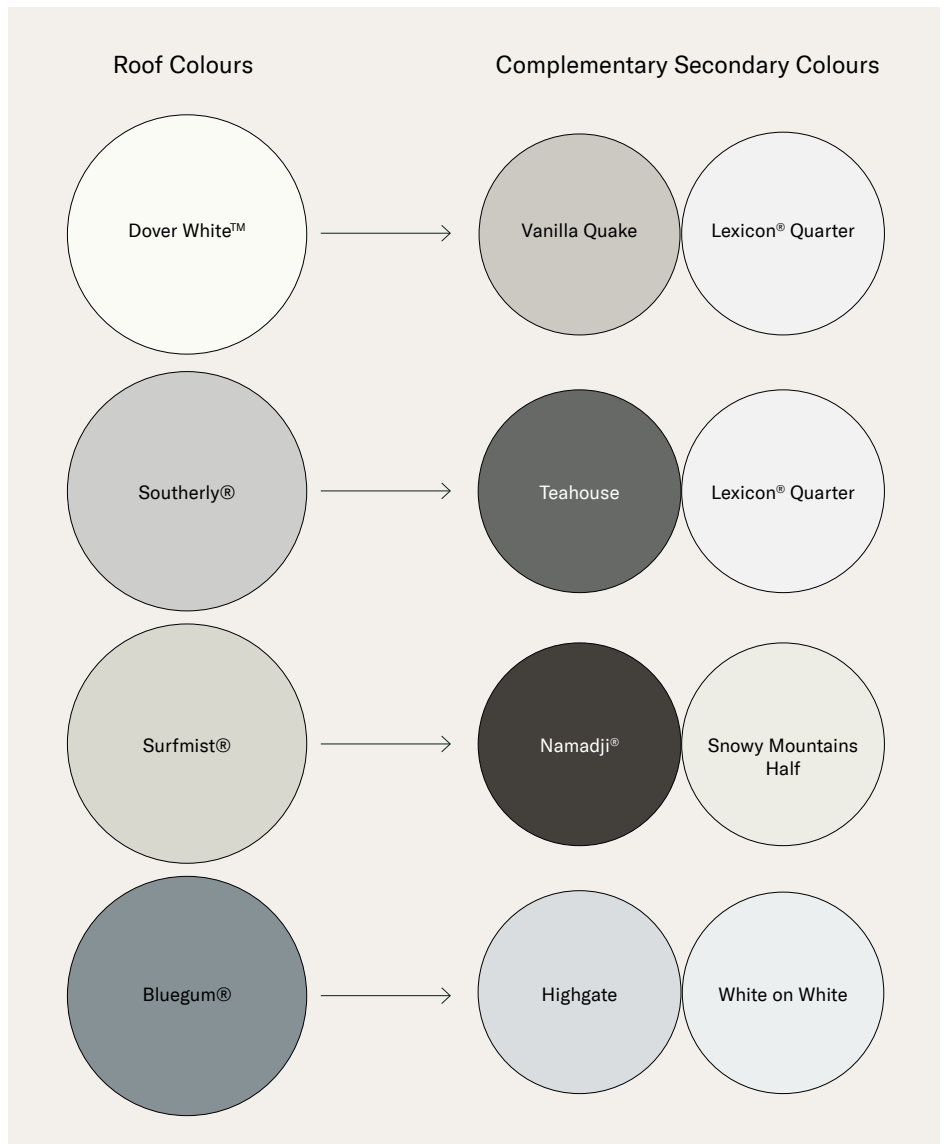 Roof Colours
Complementary Secondary Colours
Dover White™
Vanilla Quake
Lexicon® Quarter
Southerly®
Teahouse
Lexicon® Quarter
Surfmist®
Namadji®
Snowy Mountains
Half
Bluegum®
Highgate
White on White